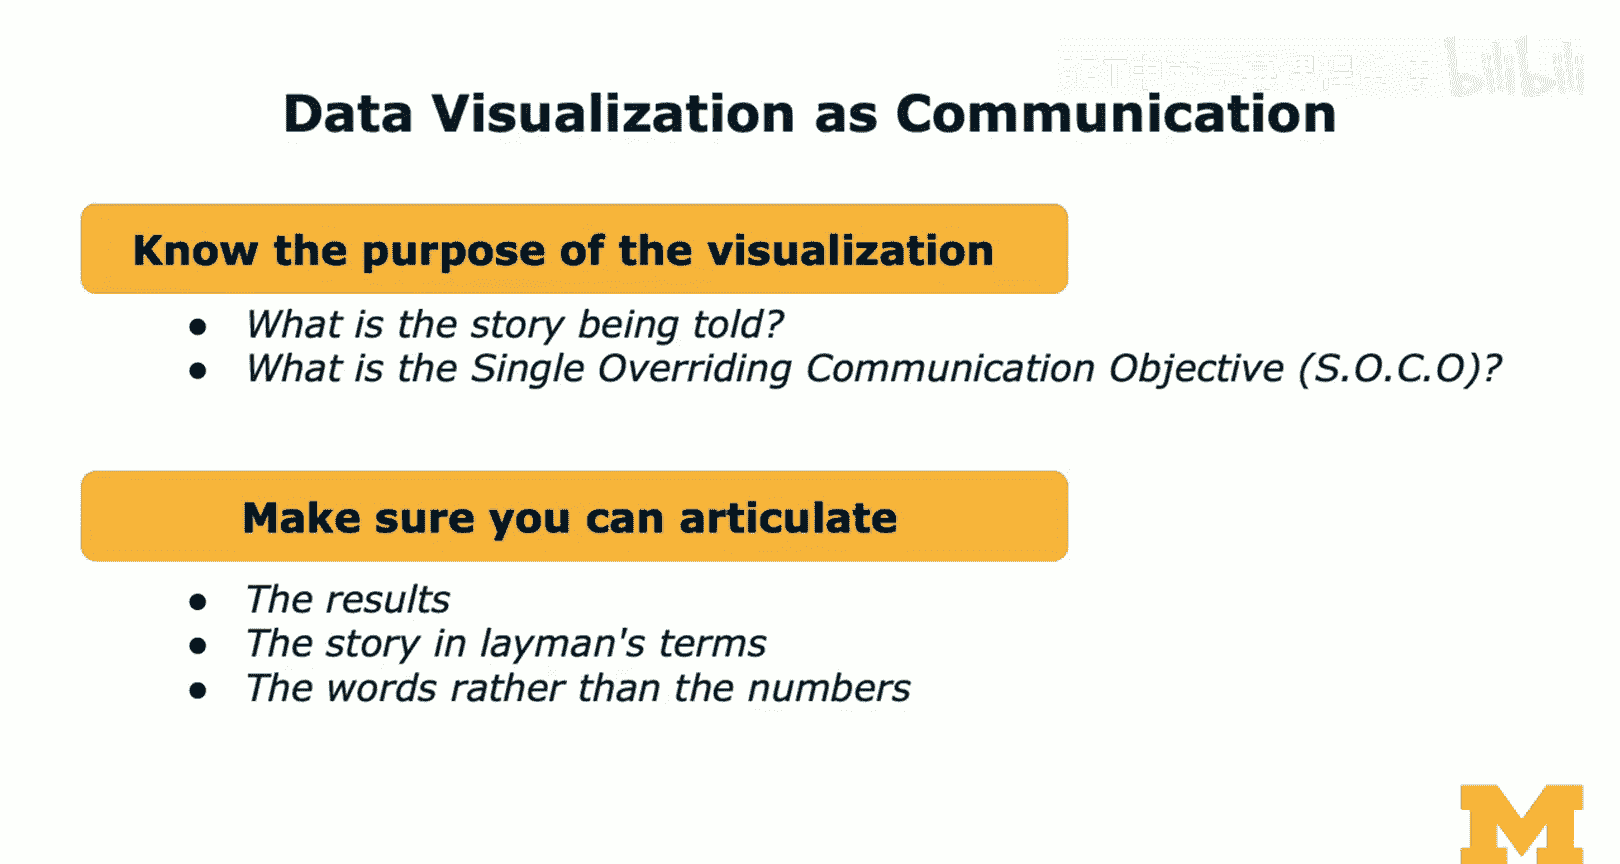 bilibili
Data Visualization as Communication
Know the purpose of the visualization
● What is the story being told?
● What is the Single Overriding Communication Objective (S.O.C.O)?
Make sure you can articulate
● The results
● The story in layman's terms
● The words rather than the numbers
M